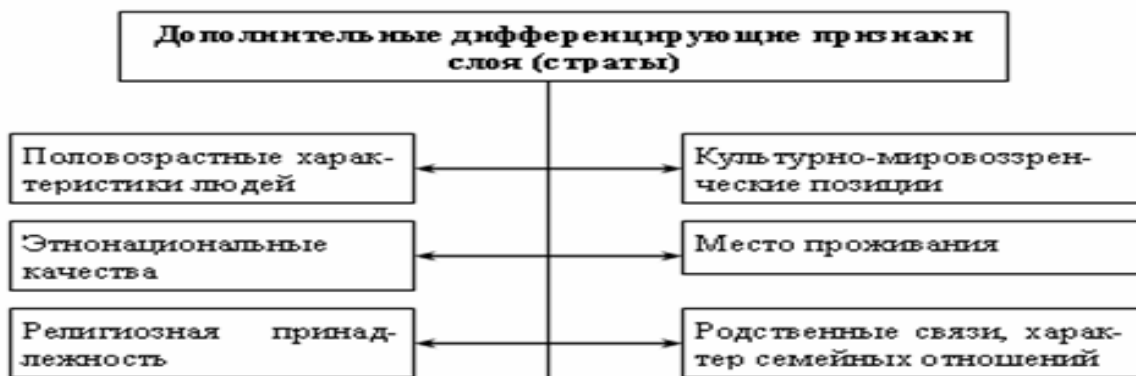 Дополнительные дифференцирующие признаки
слоя (страты)
Половозрастные харак-
теристики людей
Культурно-мировоззрен-
ческие позиции
Этнонациональные
качества
Место проживания
Религиозная принад-
лежность
Родственные связи, харак-
тер семейных отношений